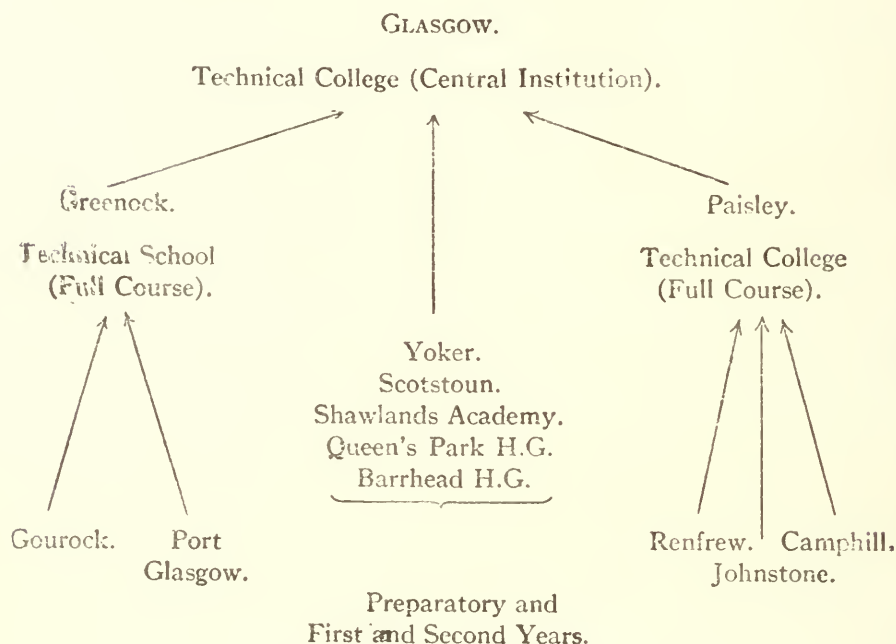 GLASGOW.
Technical College (Central Institution).
Greenock.
Technical School
(Full Course).
Paisley.
Technical College
(Full Course).
Yoker.
Scotstoun.
Shawlands Academy.
Queen's Park H.G.
Barrhead H.G.
Gourock.
Port
Glasgow.
Renfrew. Camphill.
Johnstone.
Preparatory and
First and Second Years.